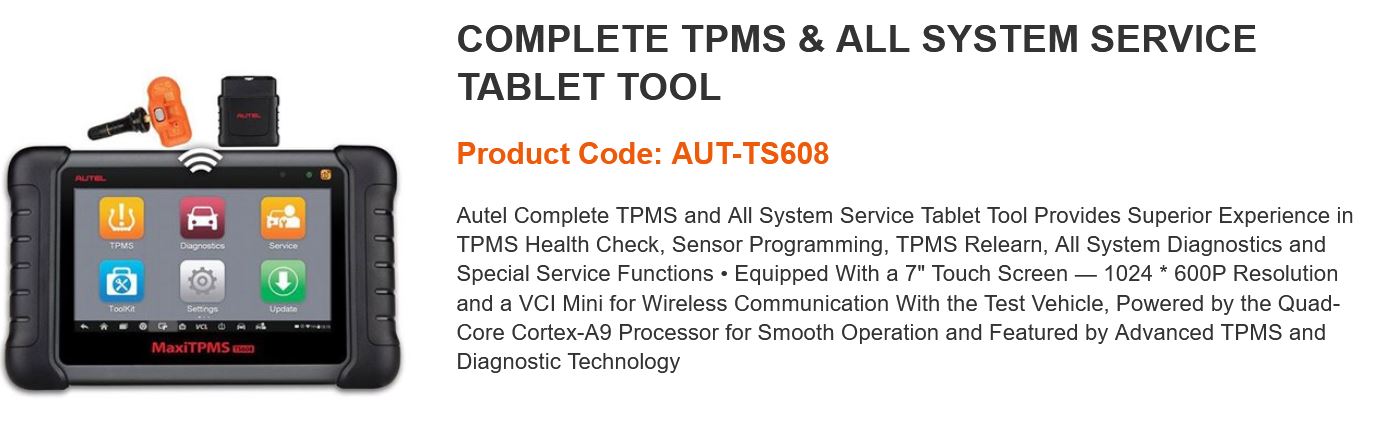 COMPLETE TPMS & ALL SYSTEM SERVICE
TABLET TOOL
Product Code: AUT-TS608
Autel Complete TPMS and All System Service Tablet Tool Provides Superior Experience in
TPMS Health Check, Sensor Programming, TPMS Relearn, All System Diagnostics and
Special Service Functions • Equipped With a 7" Touch Screen — 1024 * 600P Resolution
and a VCI Mini for Wireless Communication With the Test Vehicle, Powered by the Quad-
Core Cortex-A9 Processor for Smooth Operation and Featured by Advanced TPMS and
Diagnostic Technology
AUTEL
AUTEL
TPMS Diagnostics Service
ToolKit Settings Update
VCI
MaxiTPMS TS608